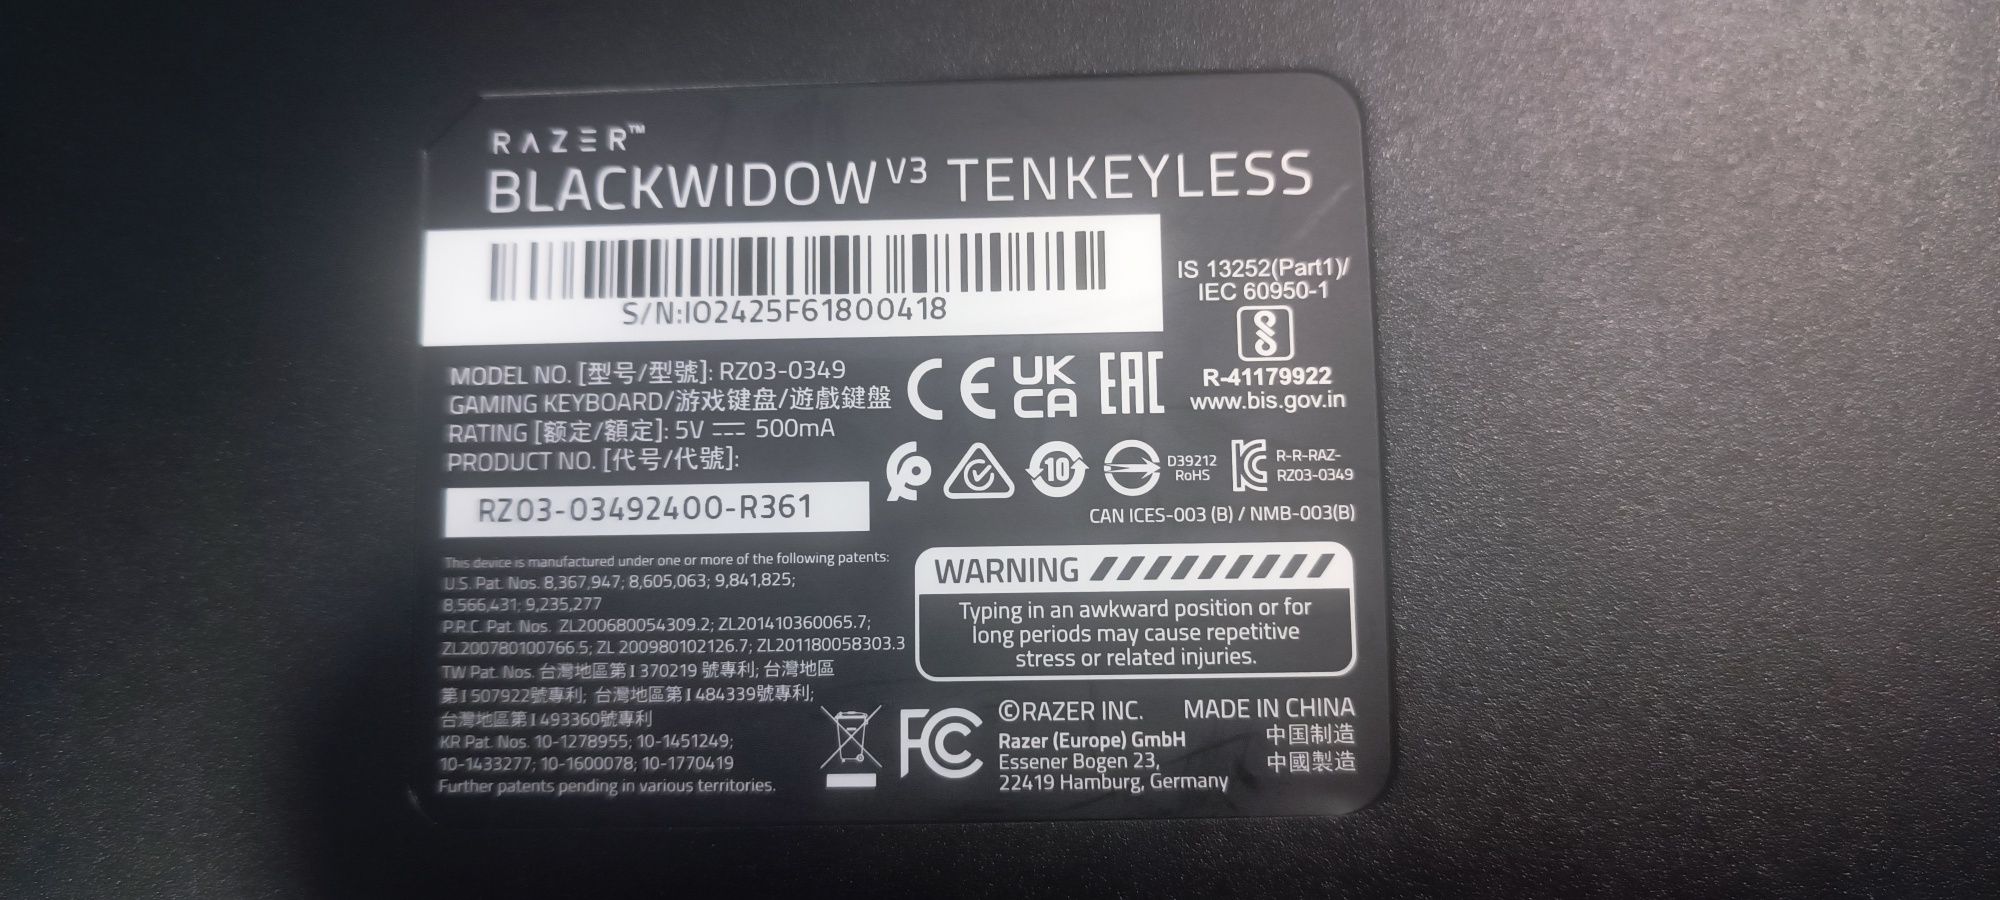 RAZER™
BLACKWIDOW V3 TENKEYLESS
S/N:IO2425F61800418
IS 13252(Part1)/
IEC 60950-1
R-41179922
www.bis.gov.in
MODEL NO. [型号/型號]: RZ03-0349
GAMING KEYBOARD/游戏键盘/遊戲鍵盤
RATING [额定/額定]: 5V ⎓ 500mA
PRODUCT NO. [代号/代號]:
RZ03-03492400-R361
CE UK CA EAC
10
D39212
RoHS
R-R-RAZ-
RZ03-0349
CAN ICES-003 (B) / NMB-003(B)
This device is manufactured under one or more of the following patents:
U.S. Pat. Nos. 8,367,947; 8,605,063; 9,841,825;
8,566,431; 9,235,277
P.R.C. Pat. Nos. ZL200680054309.2; ZL201410360065.7;
ZL200780100766.5; ZL 200980102126.7; ZL201180058303.3
TW Pat. Nos. 台灣地區第I 370219 號專利; 台灣地區
第I 507922號專利; 台灣地區第I 484339號專利;
台灣地區第I 493360號專利
KR Pat. Nos. 10-1278955; 10-1451249;
10-1433277; 10-1600078; 10-1770419
Further patents pending in various territories.
WARNING
Typing in an awkward position or for
long periods may cause repetitive
stress or related injuries.
FC
©RAZER INC.
Razer (Europe) GmbH
Essener Bogen 23,
22419 Hamburg, Germany
MADE IN CHINA
中国制造
中國製造